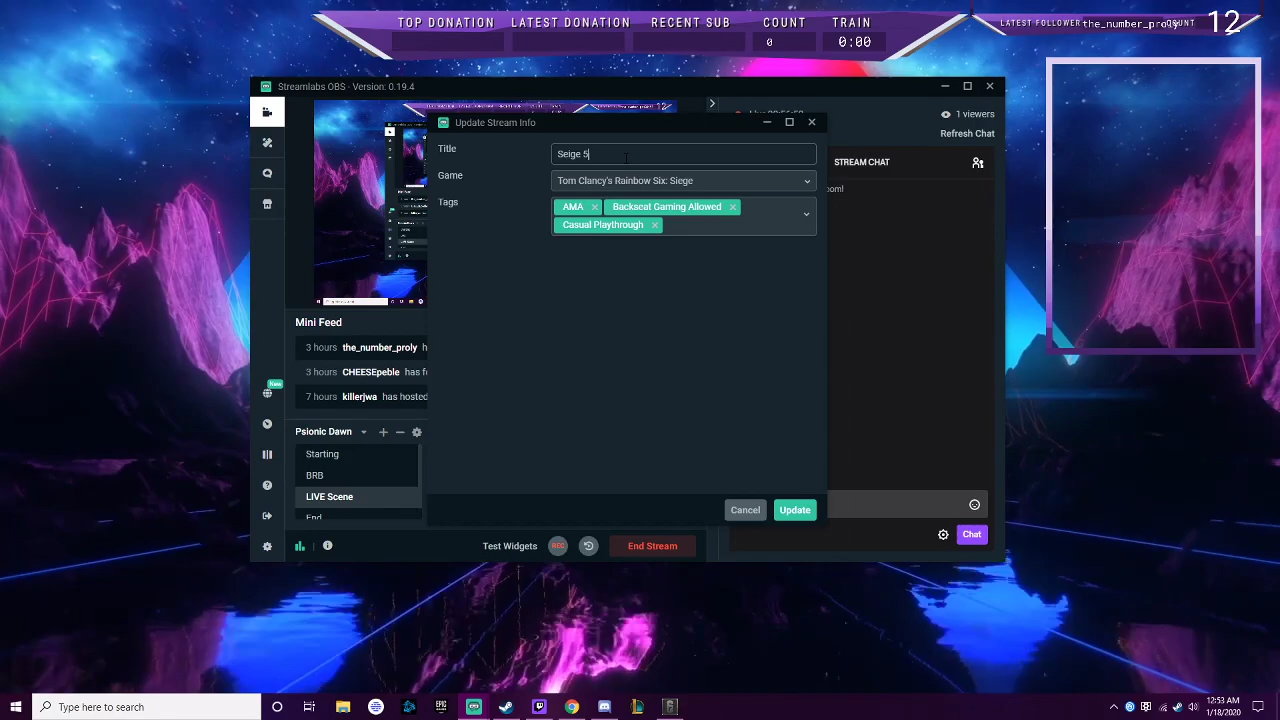 TOP DONATION LATEST DONATION RECENT SUB COUNT TRAIN
0 0:00
LATEST FOLLOWER the_number_proly COUNT 12
Streamlabs OBS - Version: 0.19.4
1 viewers
Refresh Chat
Update Stream Info
Title
Seige 5
Game
Tom Clancy's Rainbow Six: Siege
Tags
AMA
Backseat Gaming Allowed
Casual Playthrough
STREAM CHAT
Mini Feed
3 hours the_number_proly
3 hours CHEESEpeble has
7 hours killerjwa has hosted
New
Psionic Dawn
Starting
BRB
LIVE Scene
End
Cancel
Update
Test Widgets
REC
End Stream
Chat
Type here to search
EPIC
12:53 AM
1/18/2020